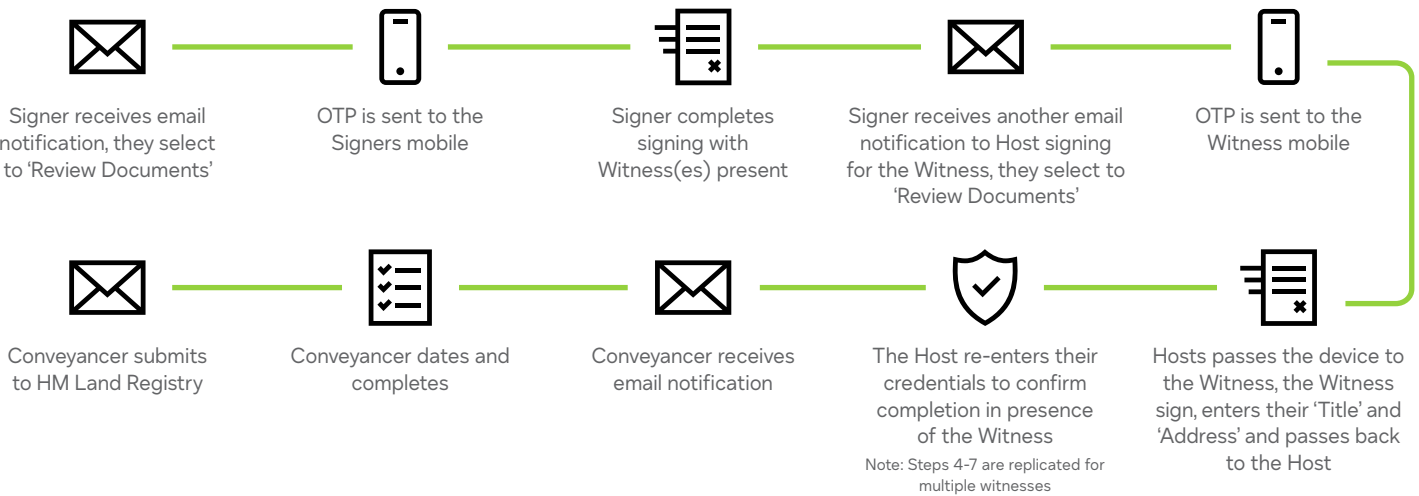 Signer receives email
notification, they select
to ‘Review Documents’
OTP is sent to the
Signers mobile
Signer completes
signing with
Witness(es) present
Signer receives another email
notification to Host signing
for the Witness, they select to
‘Review Documents’
OTP is sent to the
Witness mobile
Hosts passes the device to
the Witness, the Witness
sign, enters their ‘Title’ and
‘Address’ and passes back
to the Host
The Host re-enters their
credentials to confirm
completion in presence
of the Witness
Note: Steps 4-7 are replicated for
multiple witnesses
Conveyancer receives
email notification
Conveyancer dates and
completes
Conveyancer submits
to HM Land Registry